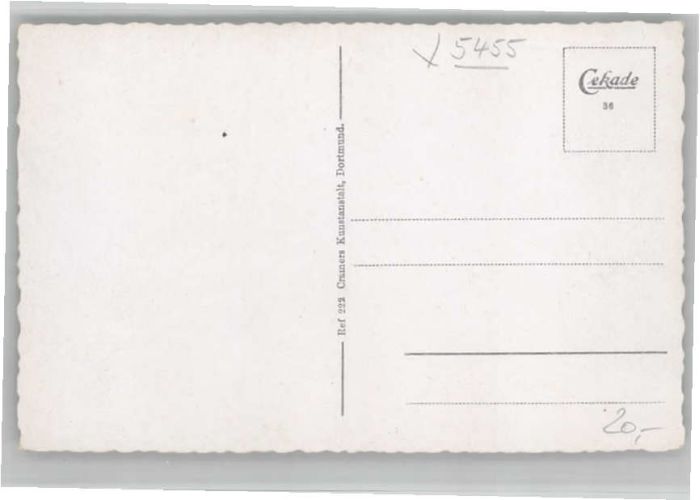 X 5455
Cekade
36
Ref 222 Cramers Kunstanstalt, Dortmund.
20,-